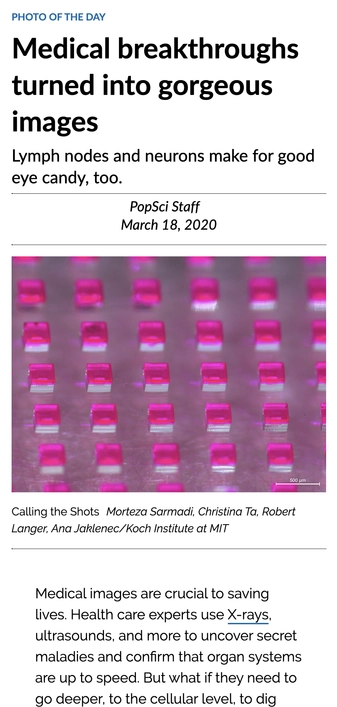 PHOTO OF THE DAY
Medical breakthroughs
turned into gorgeous
images
Lymph nodes and neurons make for good
eye candy, too.
PopSci Staff
March 18, 2020
500 μm
Calling the Shots Morteza Sarmadi, Christina Ta, Robert
Langer, Ana Jaklenec/Koch Institute at MIT
Medical images are crucial to saving
lives. Health care experts use X-rays,
ultrasounds, and more to uncover secret
maladies and confirm that organ systems
are up to speed. But what if they need to
go deeper, to the cellular level, to dig